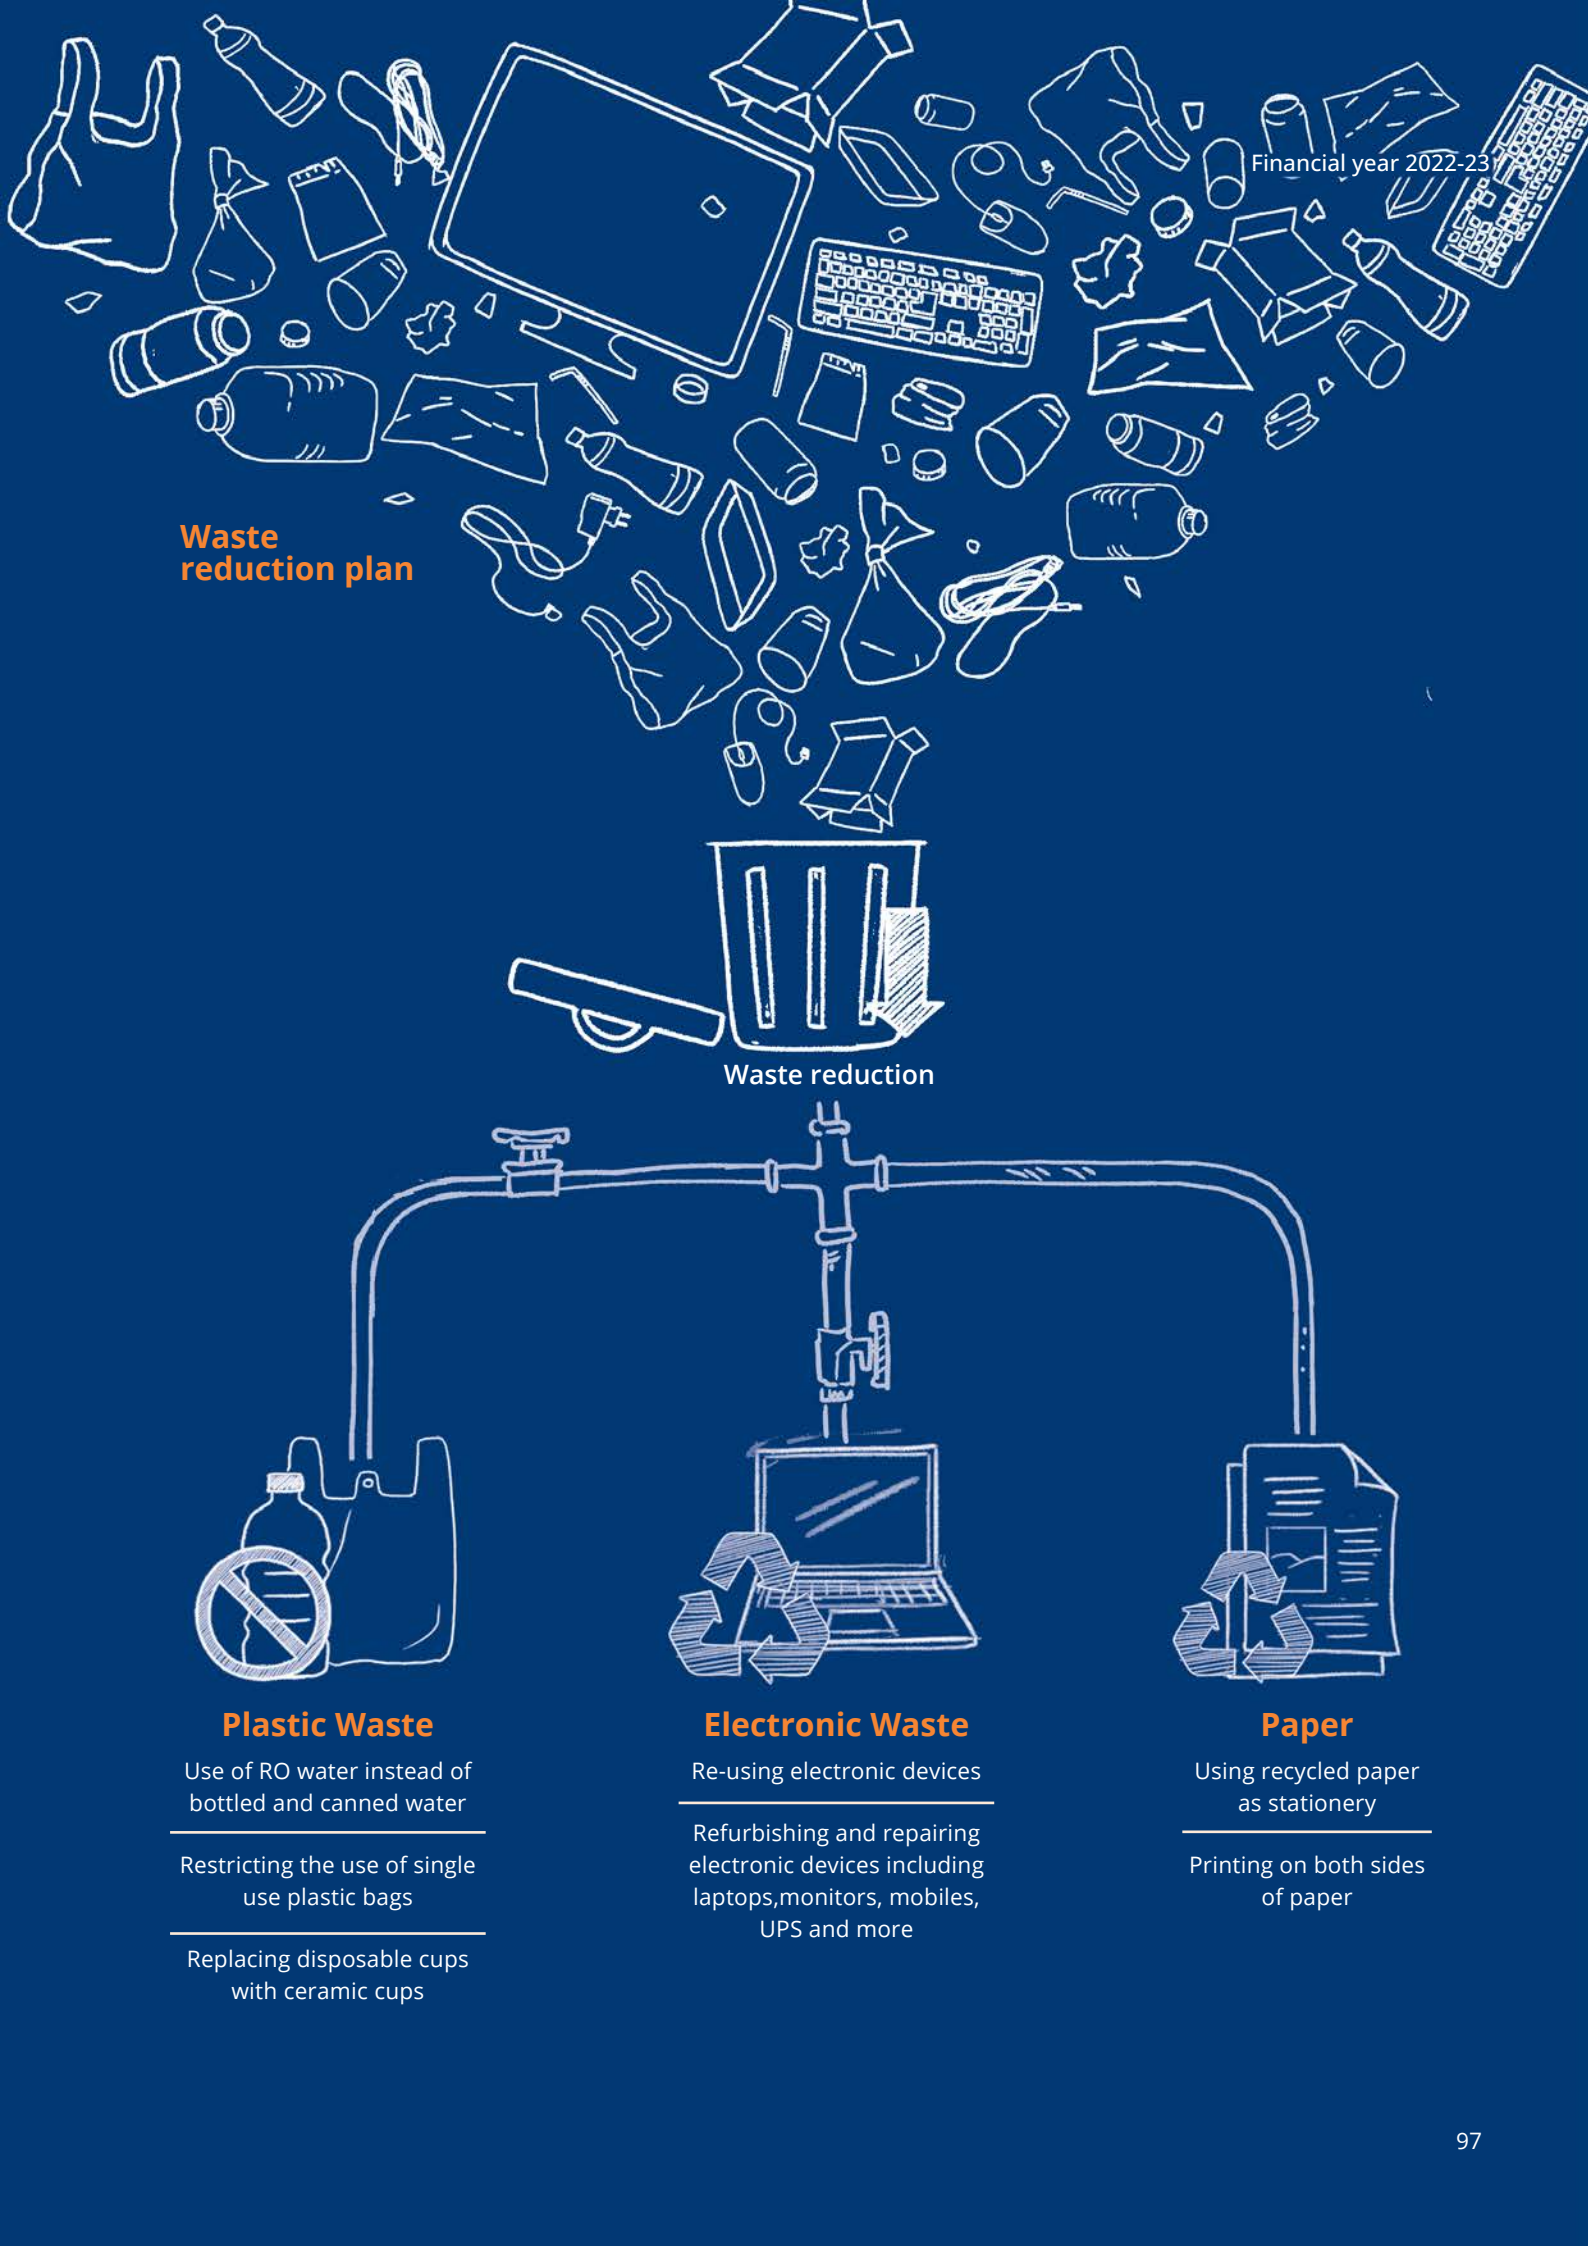 Financial year 2022-23
Waste
reduction plan
Waste reduction
Plastic Waste
Use of RO water instead of
bottled and canned water
Restricting the use of single
use plastic bags
Replacing disposable cups
with ceramic cups
Electronic Waste
Re-using electronic devices
Refurbishing and repairing
electronic devices including
laptops,monitors, mobiles,
UPS and more
Paper
Using recycled paper
as stationery
Printing on both sides
of paper
97